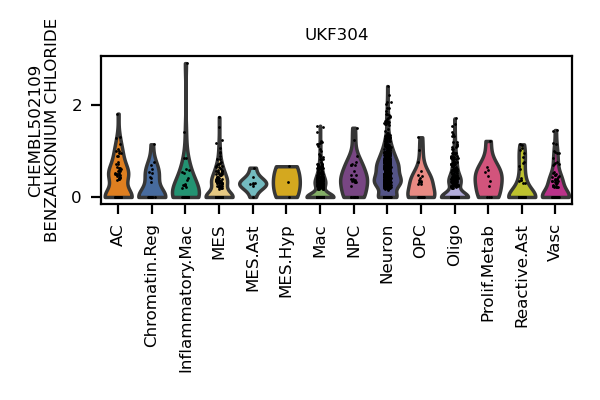 UKF304
CHEMBL502109
BENZALKONIUM CHLORIDE
2
0
AC
Chromatin.Reg
Inflammatory.Mac
MES
MES.Ast
MES.Hyp
Mac
NPC
Neuron
OPC
Oligo
Prolif.Metab
Reactive.Ast
Vasc